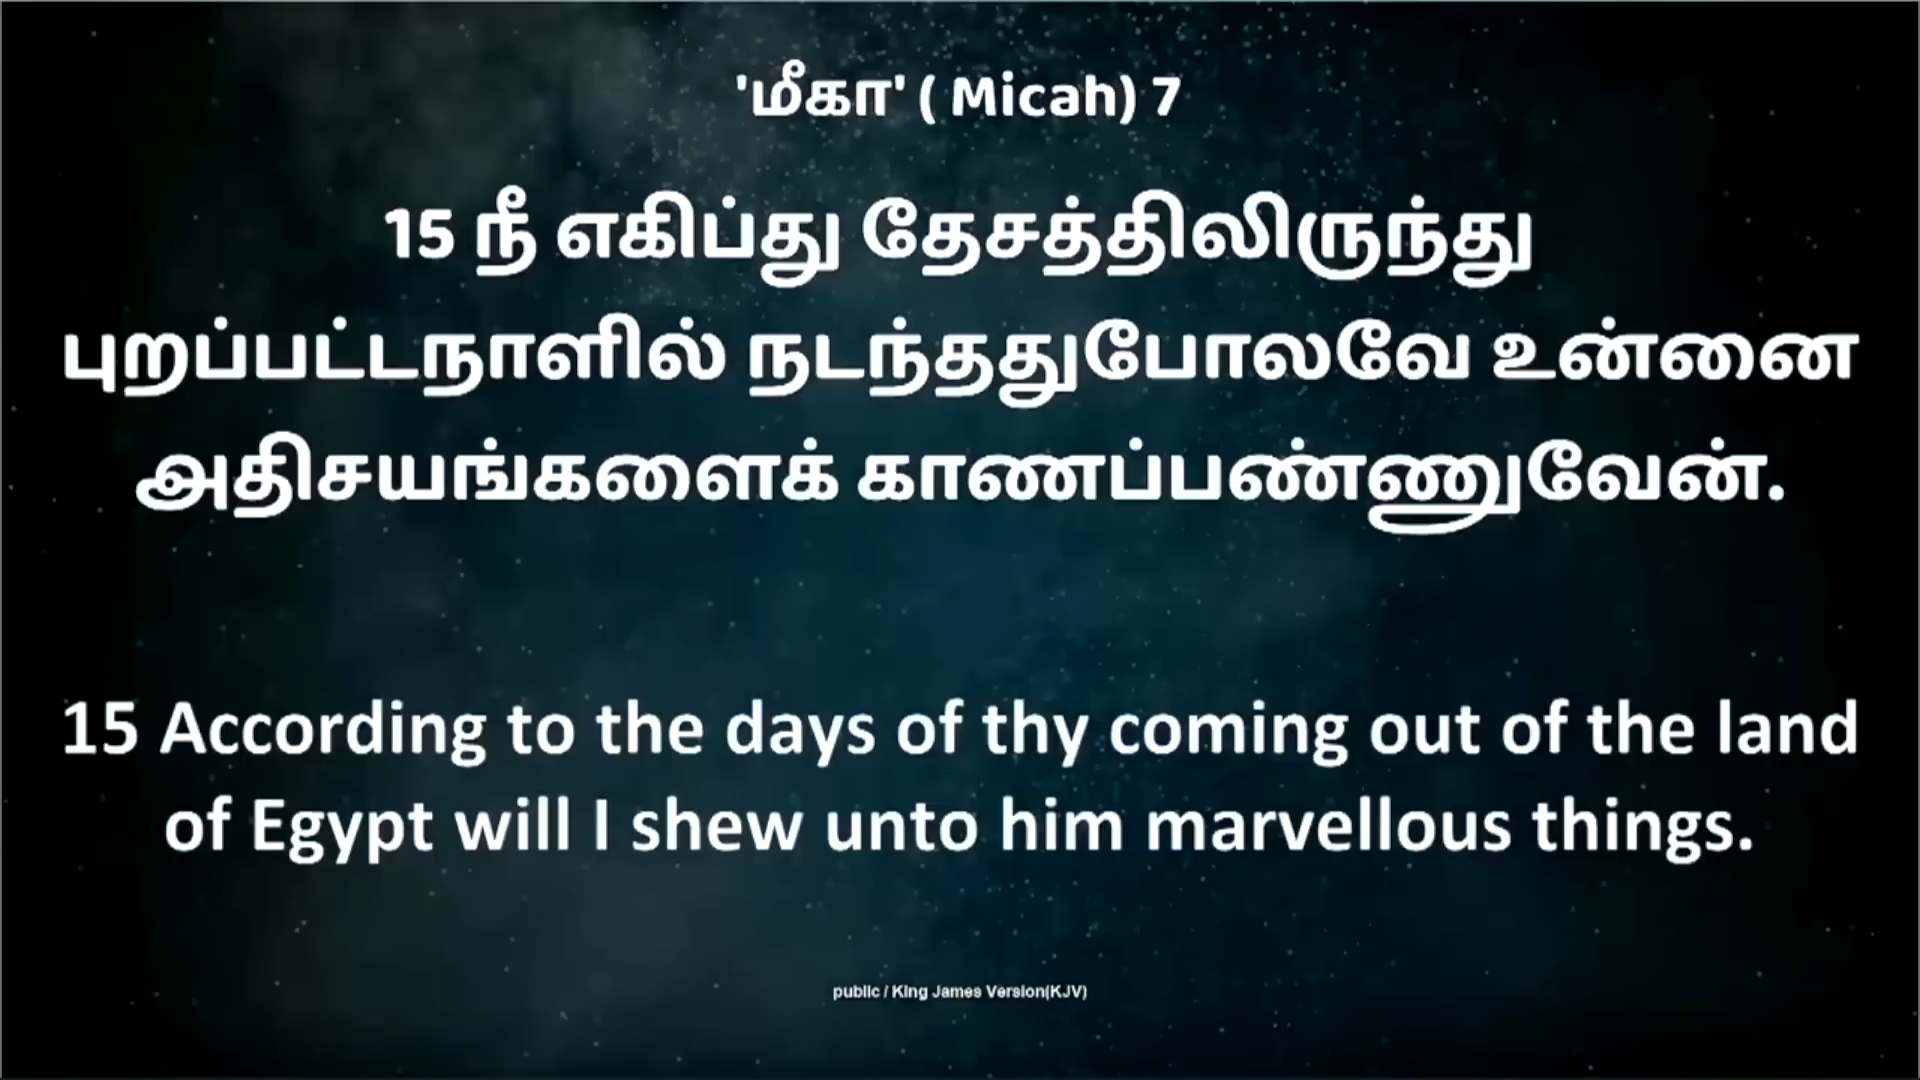 'மீகா' ( Micah) 7
15 நீ எகிப்து தேசத்திலிருந்து
புறப்பட்டநாளில் நடந்ததுபோலவே உன்னை
அதிசயங்களைக் காணப்பண்ணுவேன்.
15 According to the days of thy coming out of the land
of Egypt will I shew unto him marvellous things.
public / King James Version(KJV)